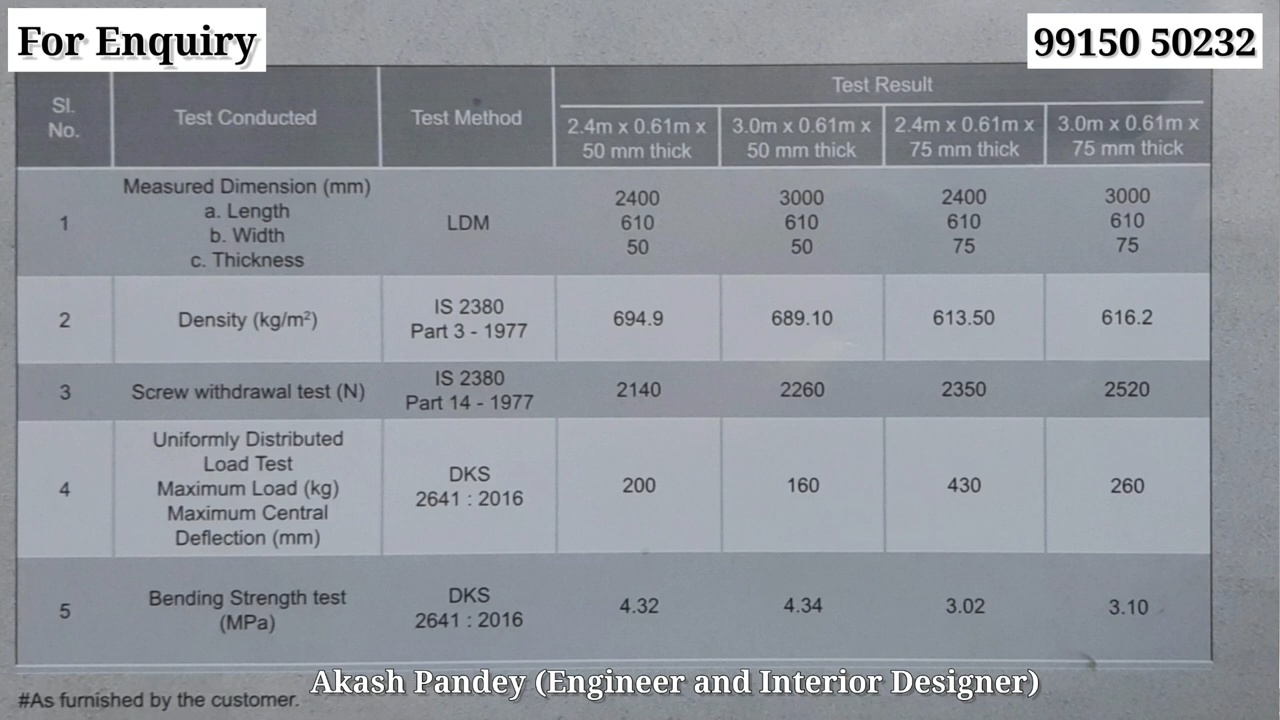 For Enquiry
99150 50232
Sl.
No.
Test Conducted
Test Method
Test Result
2.4m x 0.61m x
50 mm thick
3.0m x 0.61m x
50 mm thick
2.4m x 0.61m x
75 mm thick
3.0m x 0.61m x
75 mm thick
1
Measured Dimension (mm)
a. Length
b. Width
c. Thickness
LDM
2400
610
50
3000
610
50
2400
610
75
3000
610
75
2
Density (kg/m²)
IS 2380
Part 3 - 1977
694.9
689.10
613.50
616.2
3
Screw withdrawal test (N)
IS 2380
Part 14 - 1977
2140
2260
2350
2520
4
Uniformly Distributed
Load Test
Maximum Load (kg)
Maximum Central
Deflection (mm)
DKS
2641 : 2016
200
160
430
260
5
Bending Strength test
(MPa)
DKS
2641 : 2016
4.32
4.34
3.02
3.10
#As furnished by the customer.
Akash Pandey (Engineer and Interior Designer)